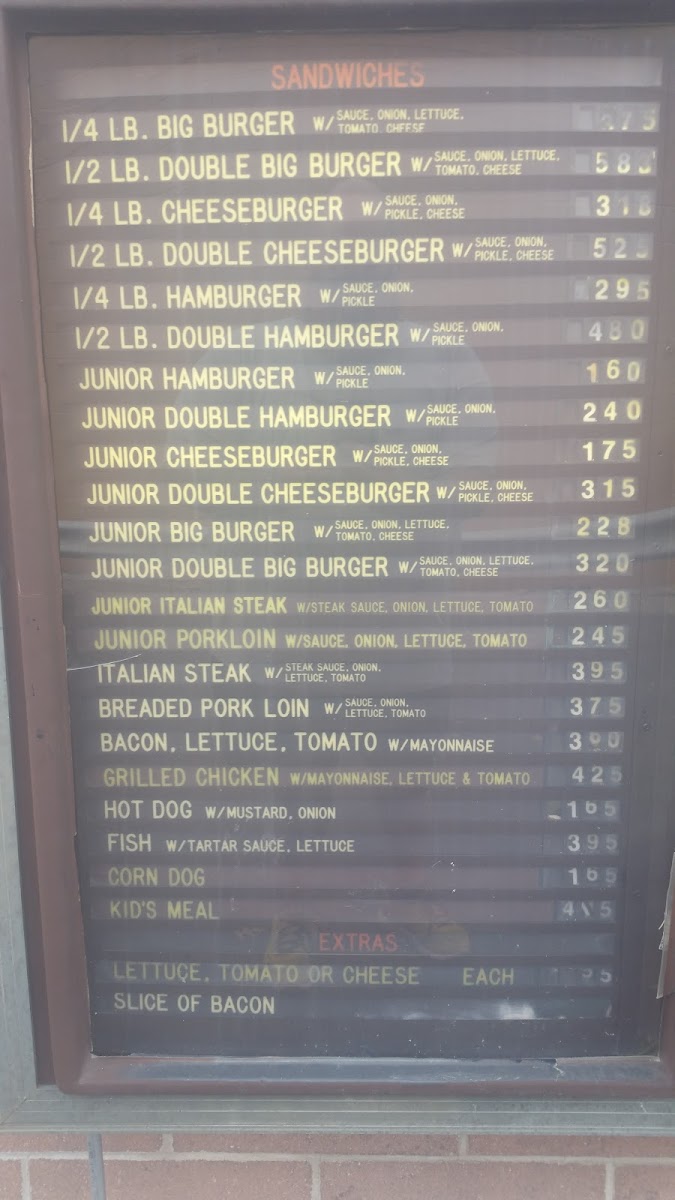 SANDWICHES
1/4 LB. BIG BURGER W/ SAUCE, ONION, LETTUCE, TOMATO, CHEESE
1/2 LB. DOUBLE BIG BURGER W/ SAUCE, ONION, LETTUCE, TOMATO, CHEESE
1/4 LB. CHEESEBURGER W/ SAUCE, ONION, PICKLE, CHEESE 318
1/2 LB. DOUBLE CHEESEBURGER W/ SAUCE, ONION, PICKLE, CHEESE 525
1/4 LB. HAMBURGER W/ SAUCE, ONION, PICKLE 295
1/2 LB. DOUBLE HAMBURGER W/ SAUCE, ONION, PICKLE 480
JUNIOR HAMBURGER W/ SAUCE, ONION, PICKLE 160
JUNIOR DOUBLE HAMBURGER W/ SAUCE, ONION, PICKLE 240
JUNIOR CHEESEBURGER W/ SAUCE, ONION, PICKLE, CHEESE 175
JUNIOR DOUBLE CHEESEBURGER W/ SAUCE, ONION, PICKLE, CHEESE 315
JUNIOR BIG BURGER W/ SAUCE, ONION, LETTUCE, TOMATO, CHEESE 228
JUNIOR DOUBLE BIG BURGER W/ SAUCE, ONION, LETTUCE, TOMATO, CHEESE 320
JUNIOR ITALIAN STEAK W/STEAK SAUCE, ONION, LETTUCE, TOMATO 260
JUNIOR PORKLOIN W/SAUCE, ONION, LETTUCE, TOMATO 245
ITALIAN STEAK W/ STEAK SAUCE, ONION, LETTUCE, TOMATO 395
BREADED PORK LOIN W/ SAUCE, ONION, LETTUCE, TOMATO 375
BACON, LETTUCE, TOMATO W/MAYONNAISE 390
GRILLED CHICKEN W/MAYONNAISE, LETTUCE & TOMATO 425
HOT DOG W/MUSTARD, ONION 165
FISH W/TARTAR SAUCE, LETTUCE 395
CORN DOG 165
KID'S MEAL
EXTRAS
LETTUCE, TOMATO OR CHEESE EACH
SLICE OF BACON